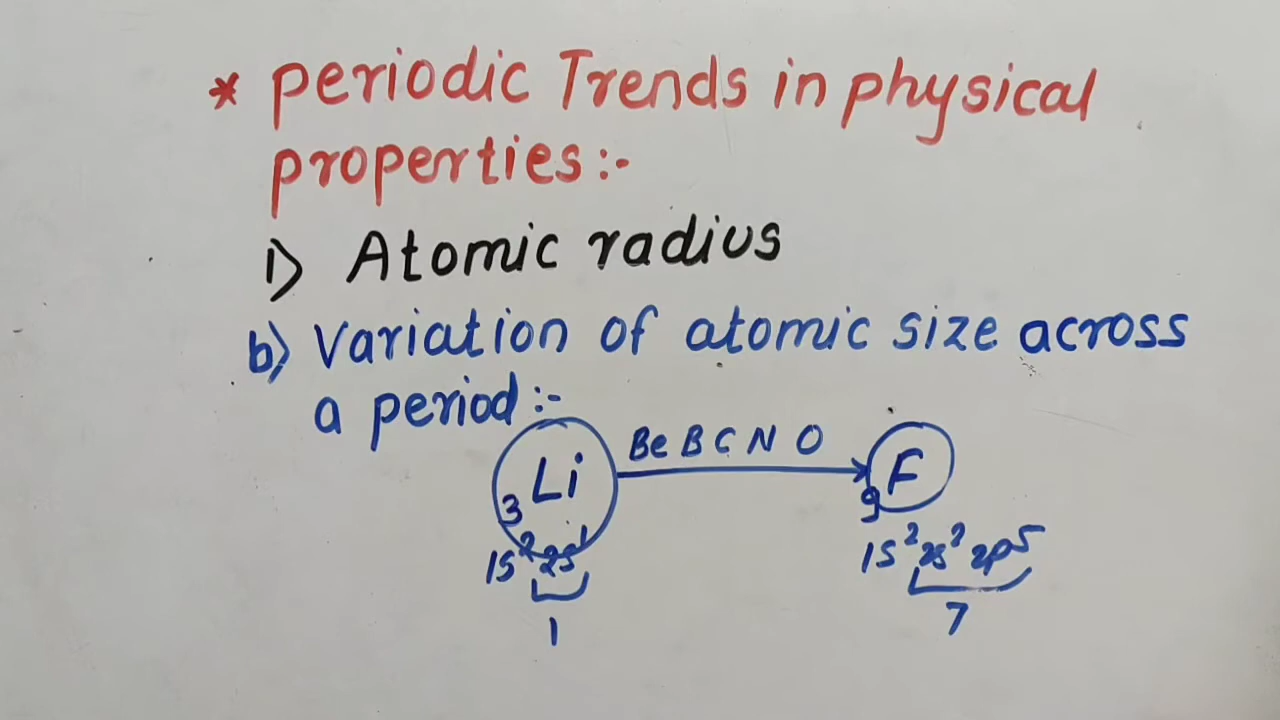 * periodic Trends in physical
properties:-
1) Atomic radius
b) Variation of atomic size across
a period:-
Be B C N O
3 Li F 9
1s² 2s¹ 1s² 2s² 2p⁵
1 7